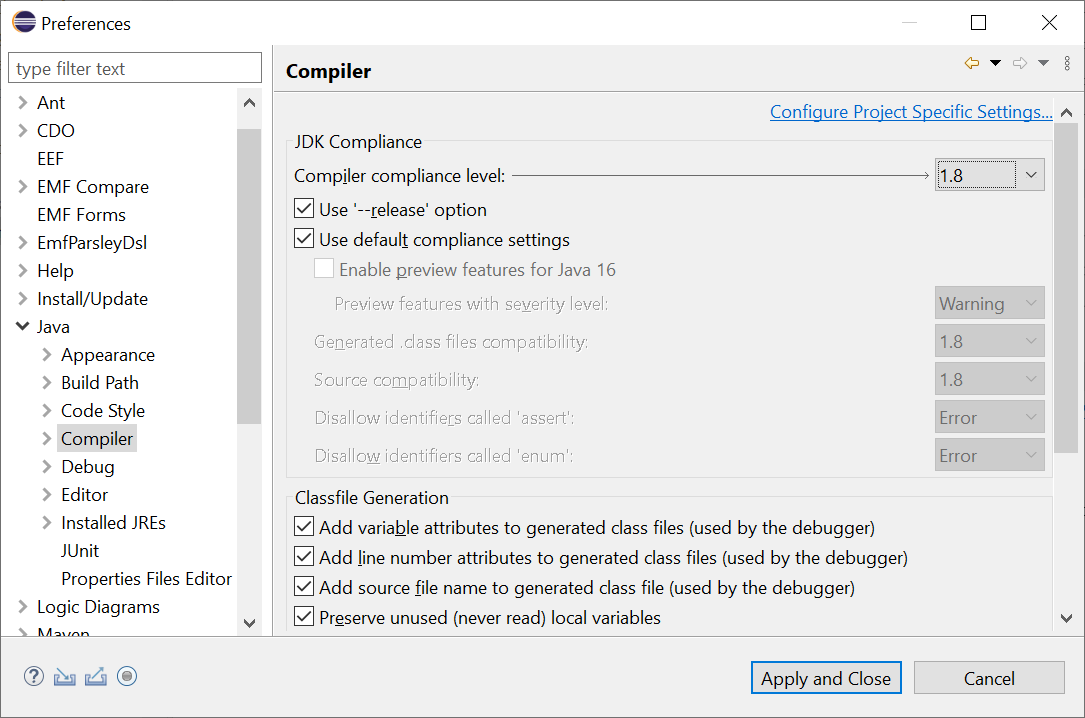 Preferences
type filter text
Ant
CDO
EEF
EMF Compare
EMF Forms
EmfParsleyDsl
Help
Install/Update
Java
Appearance
Build Path
Code Style
Compiler
Debug
Editor
Installed JREs
JUnit
Properties Files Editor
Logic Diagrams
Maven
Compiler
Configure Project Specific Settings...
JDK Compliance
Compiler compliance level: 1.8
Use '--release' option
Use default compliance settings
Enable preview features for Java 16
Preview features with severity level: Warning
Generated .class files compatibility: 1.8
Source compatibility: 1.8
Disallow identifiers called 'assert': Error
Disallow identifiers called 'enum': Error
Classfile Generation
Add variable attributes to generated class files (used by the debugger)
Add line number attributes to generated class files (used by the debugger)
Add source file name to generated class file (used by the debugger)
Preserve unused (never read) local variables
Apply and Close
Cancel